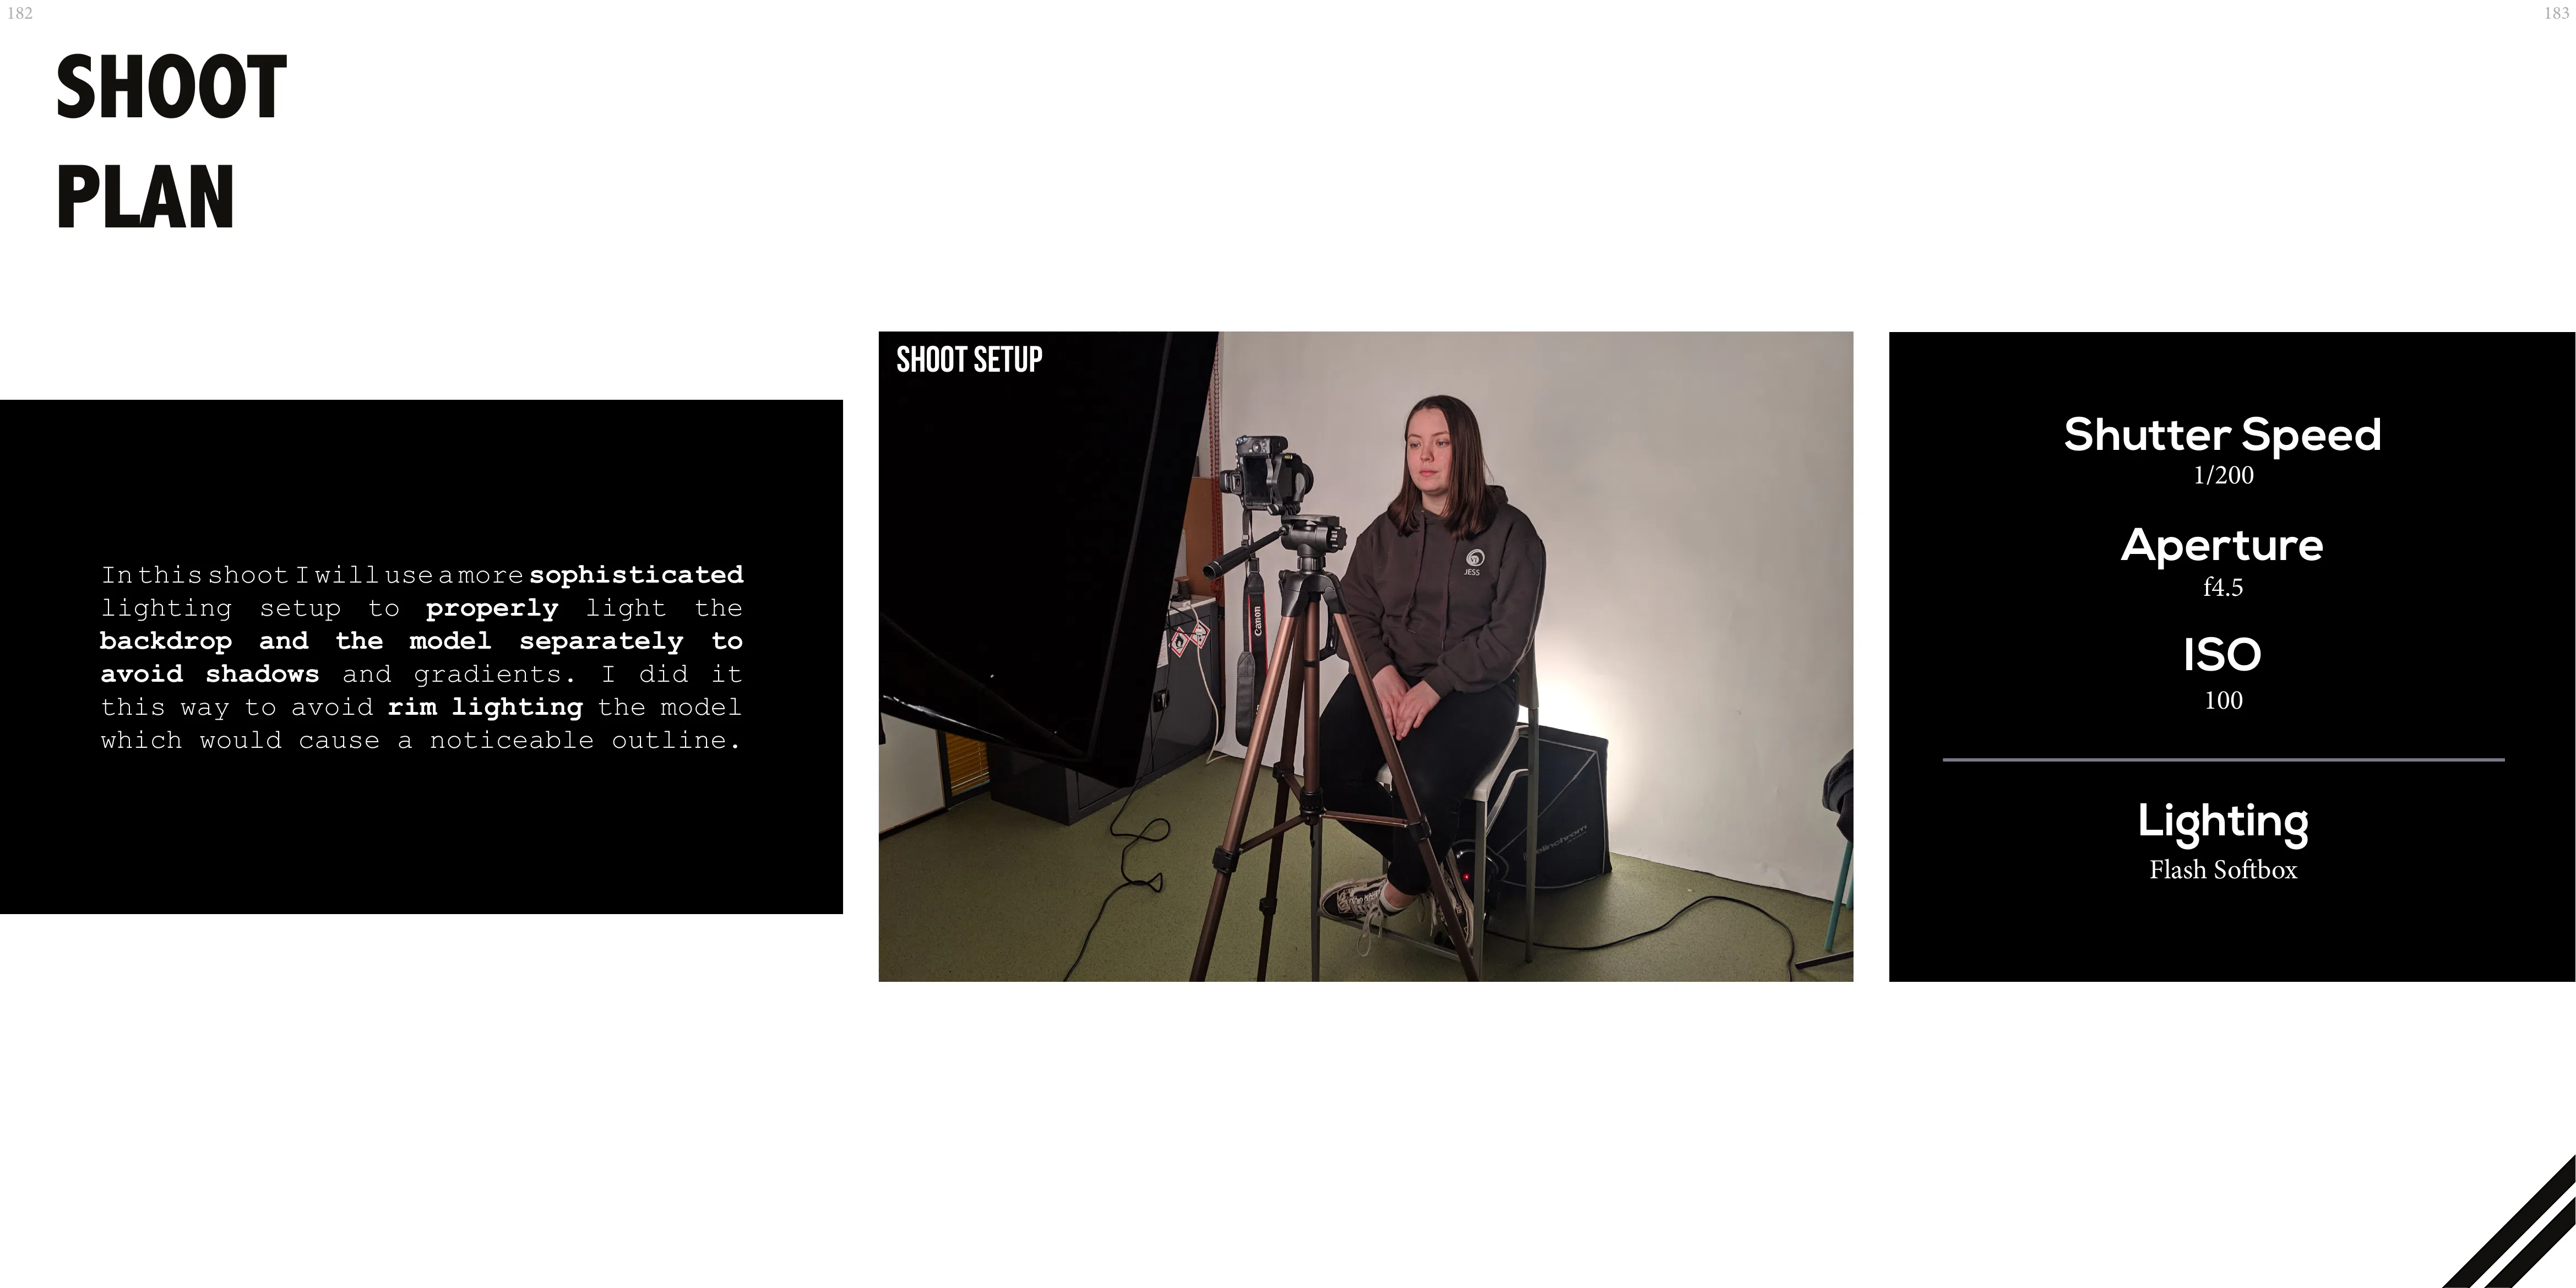 182
183
SHOOT
PLAN
In this shoot I will use a more sophisticated
lighting setup to properly light the
backdrop and the model separately to
avoid shadows and gradients. I did it
this way to avoid rim lighting the model
which would cause a noticeable outline.
SHOOT SETUP
Canon
JESS
elinchrom
Shutter Speed
1/200
Aperture
f4.5
ISO
100
Lighting
Flash Softbox